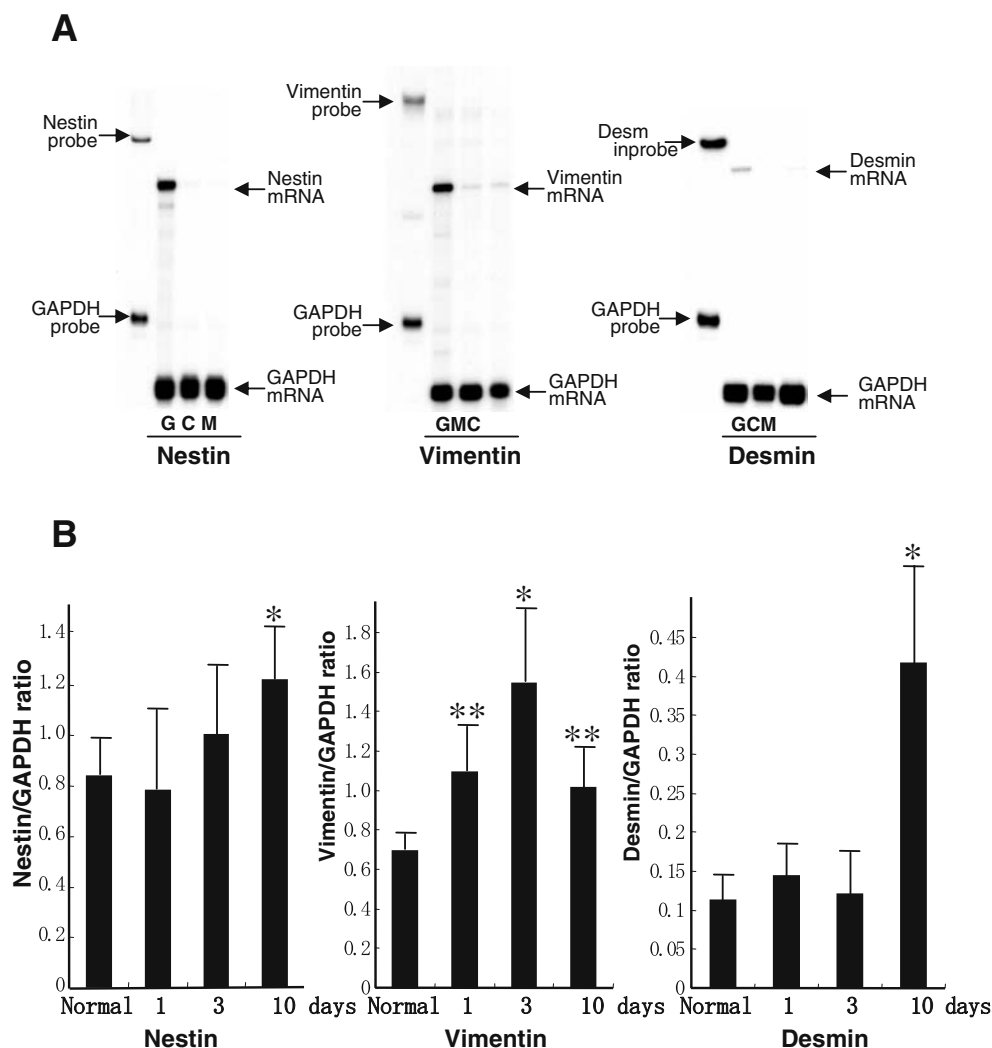 A
Nestin
probe
Nestin
mRNA
GAPDH
probe
GAPDH
mRNA
G C M
Nestin
Vimentin
probe
Vimentin
mRNA
GAPDH
probe
GAPDH
mRNA
GMC
Vimentin
Desm
inprobe
Desmin
mRNA
GAPDH
probe
GAPDH
mRNA
GCM
Desmin
B
Nestin/GAPDH ratio
1.4
1.2
1.0
0.8
0.6
0.4
0.2
0
*
Normal 1 3 10 days
Nestin
Vimentin/GAPDH ratio
1.8
1.6
1.4
1.2
1.0
0.8
0.6
0.4
0.2
0
**
*
**
Normal 1 3 10 days
Vimentin
Desmin/GAPDH ratio
0.45
0.4
0.35
0.3
0.25
0.2
0.15
0.1
0.05
0
*
Normal 1 3 10 days
Desmin